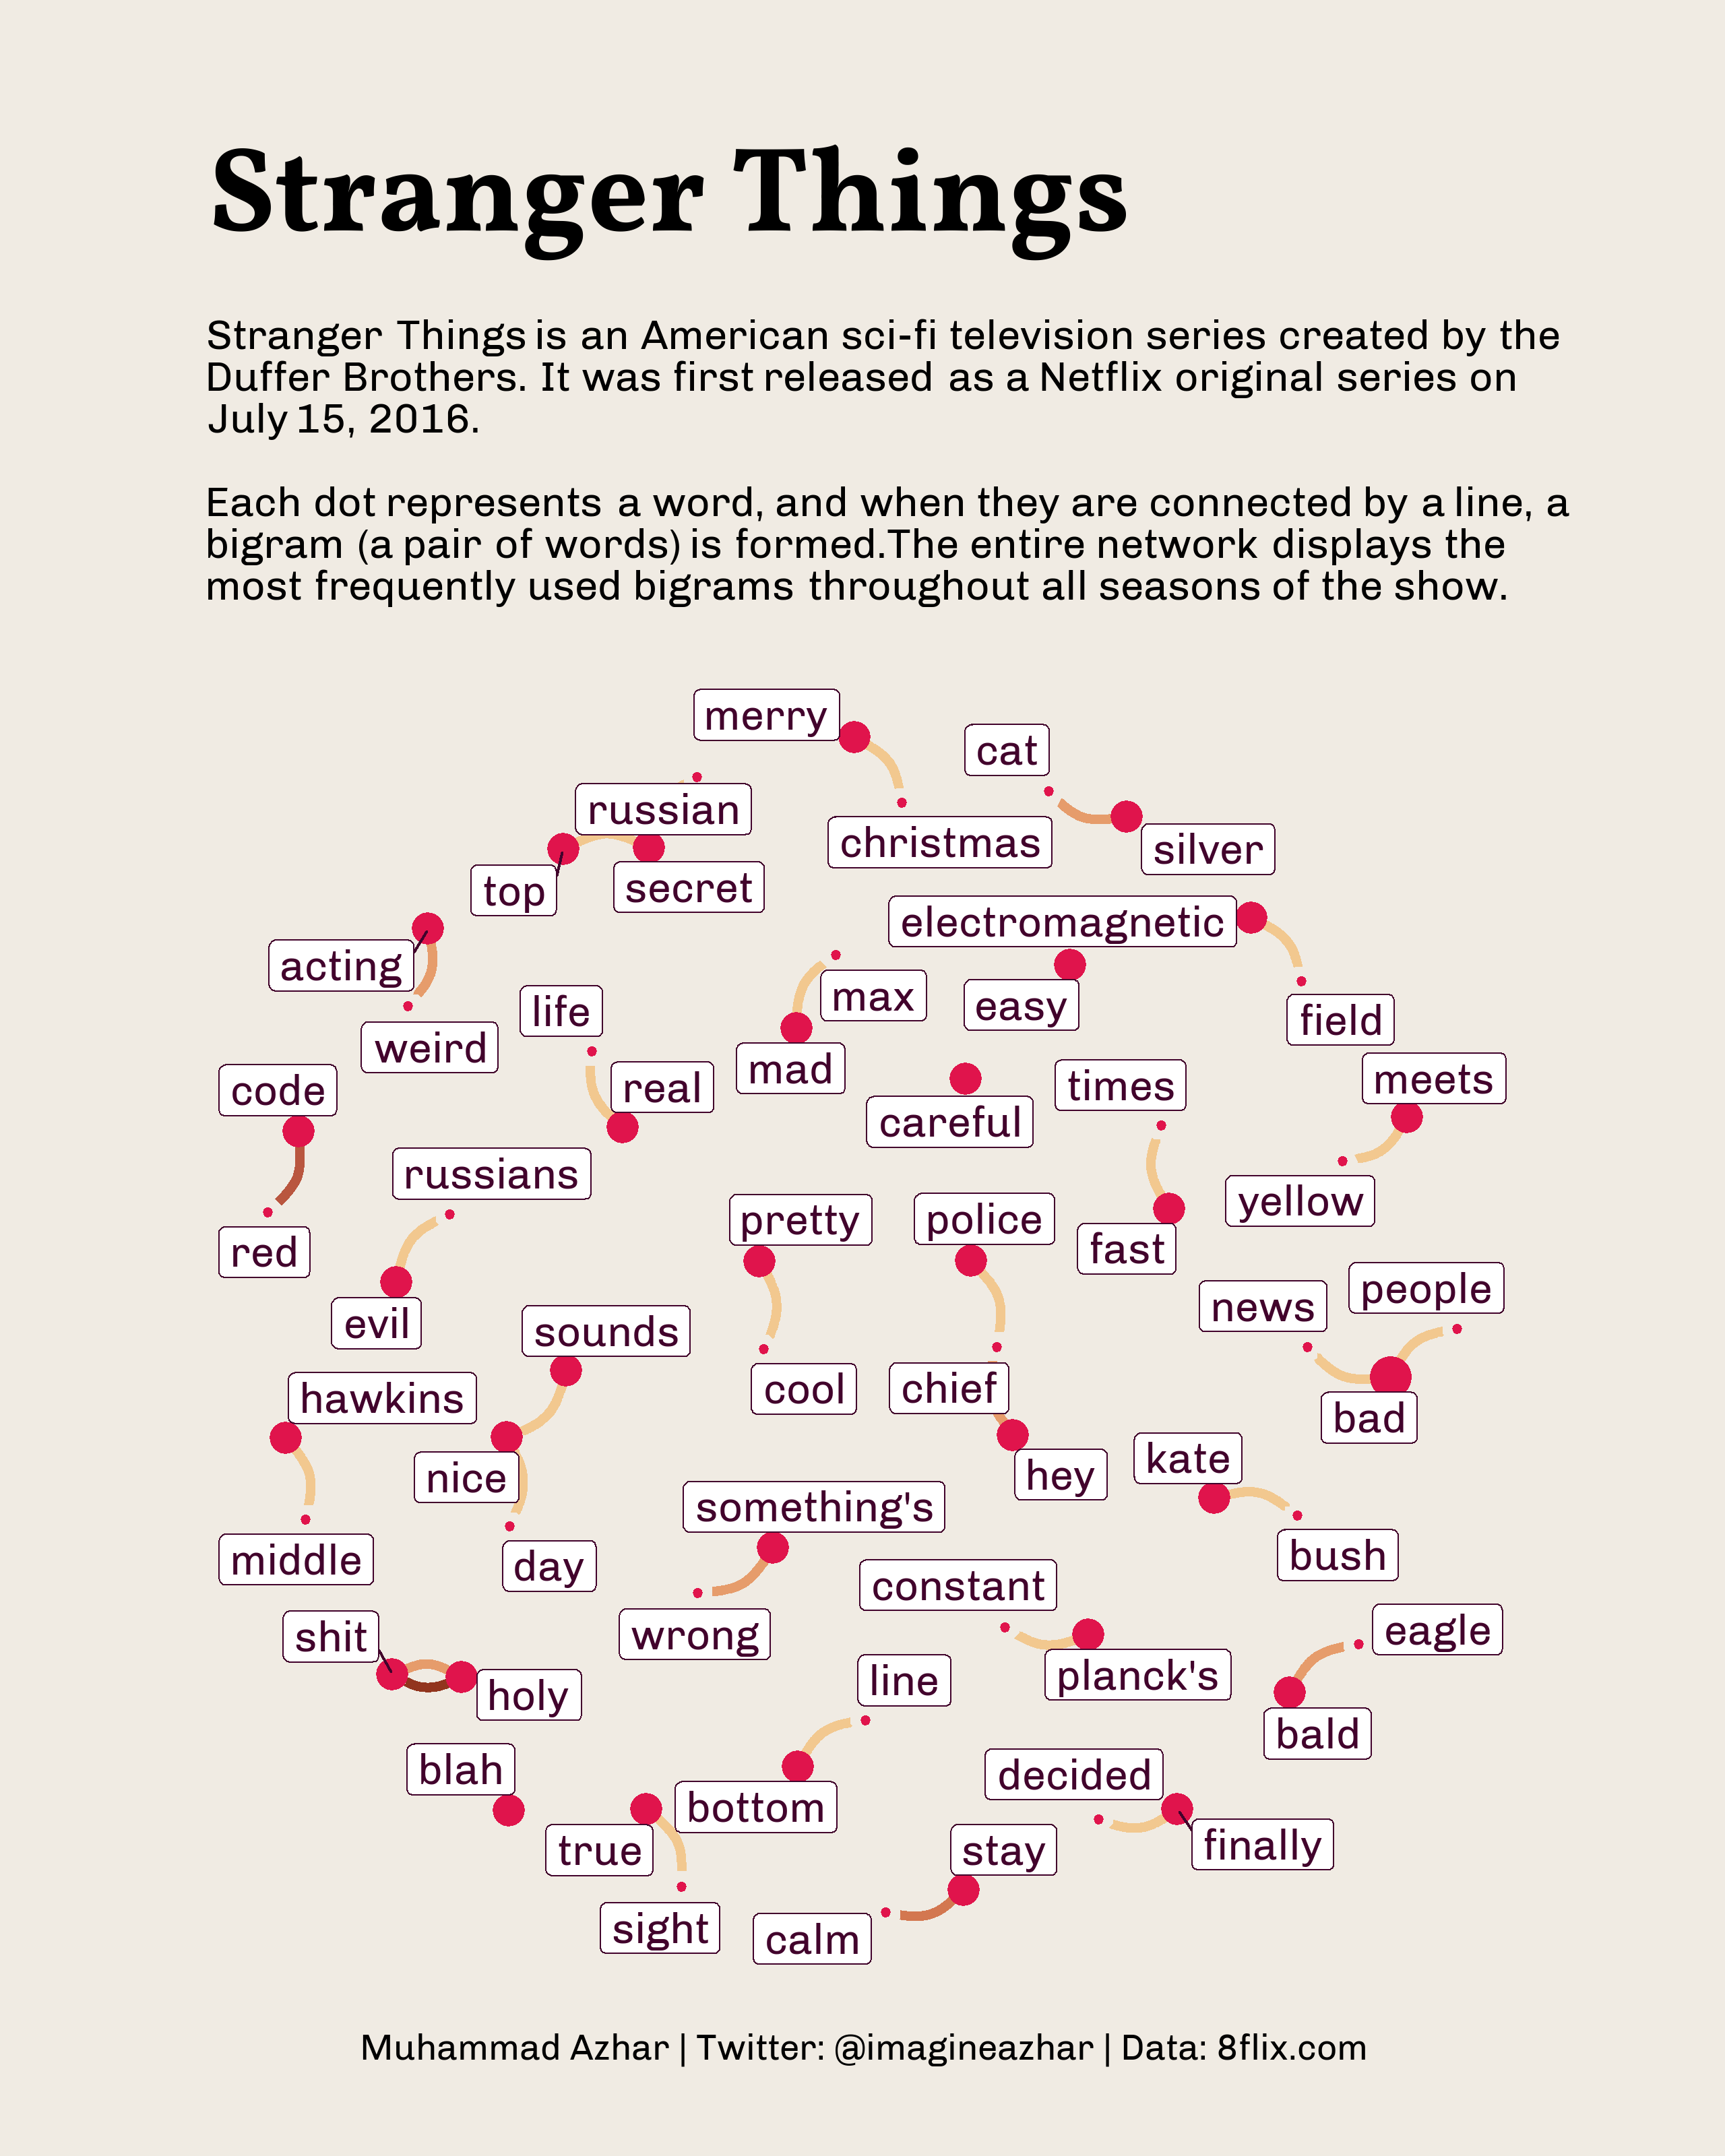 Stranger Things
Stranger Things is an American sci-fi television series created by the
Duffer Brothers. It was first released as a Netflix original series on
July 15, 2016.
Each dot represents a word, and when they are connected by a line, a
bigram (a pair of words) is formed.The entire network displays the
most frequently used bigrams throughout all seasons of the show.
merry
cat
russian
christmas
silver
top
secret
electromagnetic
acting
max
easy
life
field
weird
mad
real
code
times
meets
careful
russians
yellow
red
pretty
police
fast
evil
sounds
news
people
hawkins
cool
chief
bad
nice
hey
kate
something's
middle
day
bush
constant
shit
wrong
eagle
holy
line
planck's
bald
blah
bottom
decided
true
stay
finally
sight
calm
Muhammad Azhar | Twitter: @imagineazhar | Data: 8flix.com